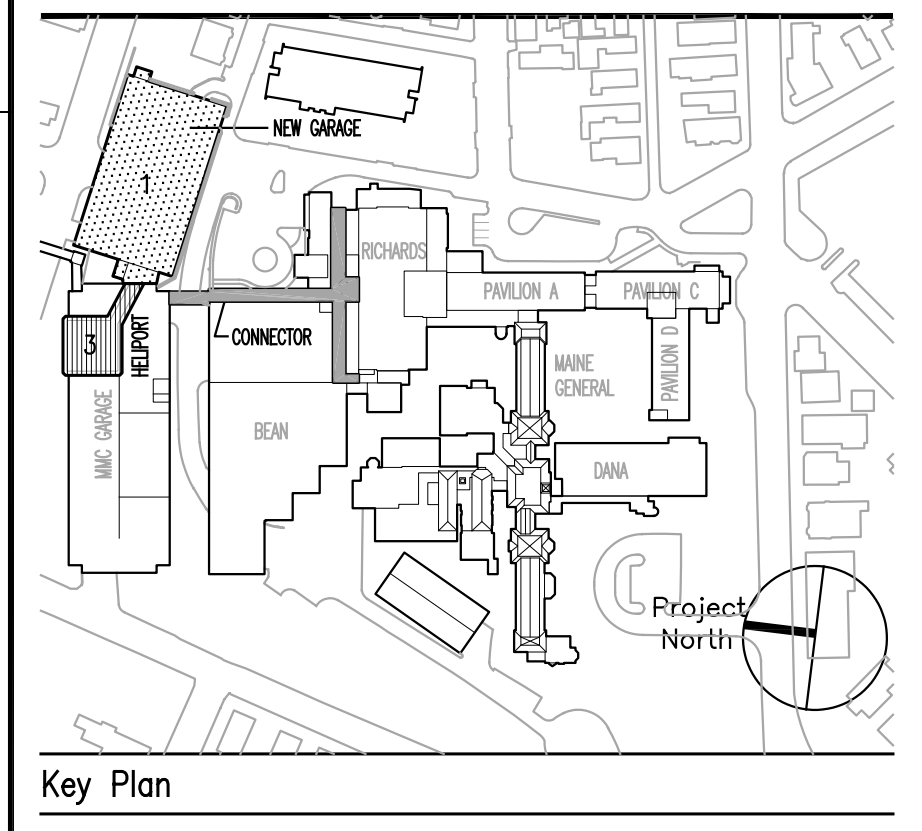 NEW GARAGE
1
RICHARDS
PAVILION A
PAVILION C
CONNECTOR
HELIPORT
3
PAVILION D
MAINE
GENERAL
MMC GARAGE
BEAN
DANA
Project
North
Key Plan